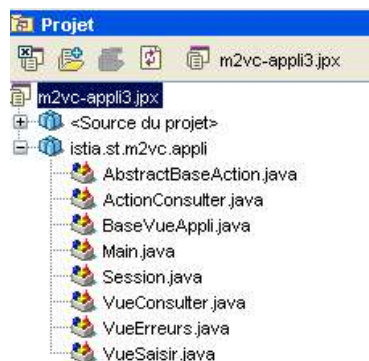 Projet
m2vc-appli3.jpx
m2vc-appli3.jpx
<Source du projet>
istia.st.m2vc.appli
AbstractBaseAction.java
ActionConsulter.java
BaseVueAppli.java
Main.java
Session.java
VueConsulter.java
VueErreurs.java
VueSaisir.java